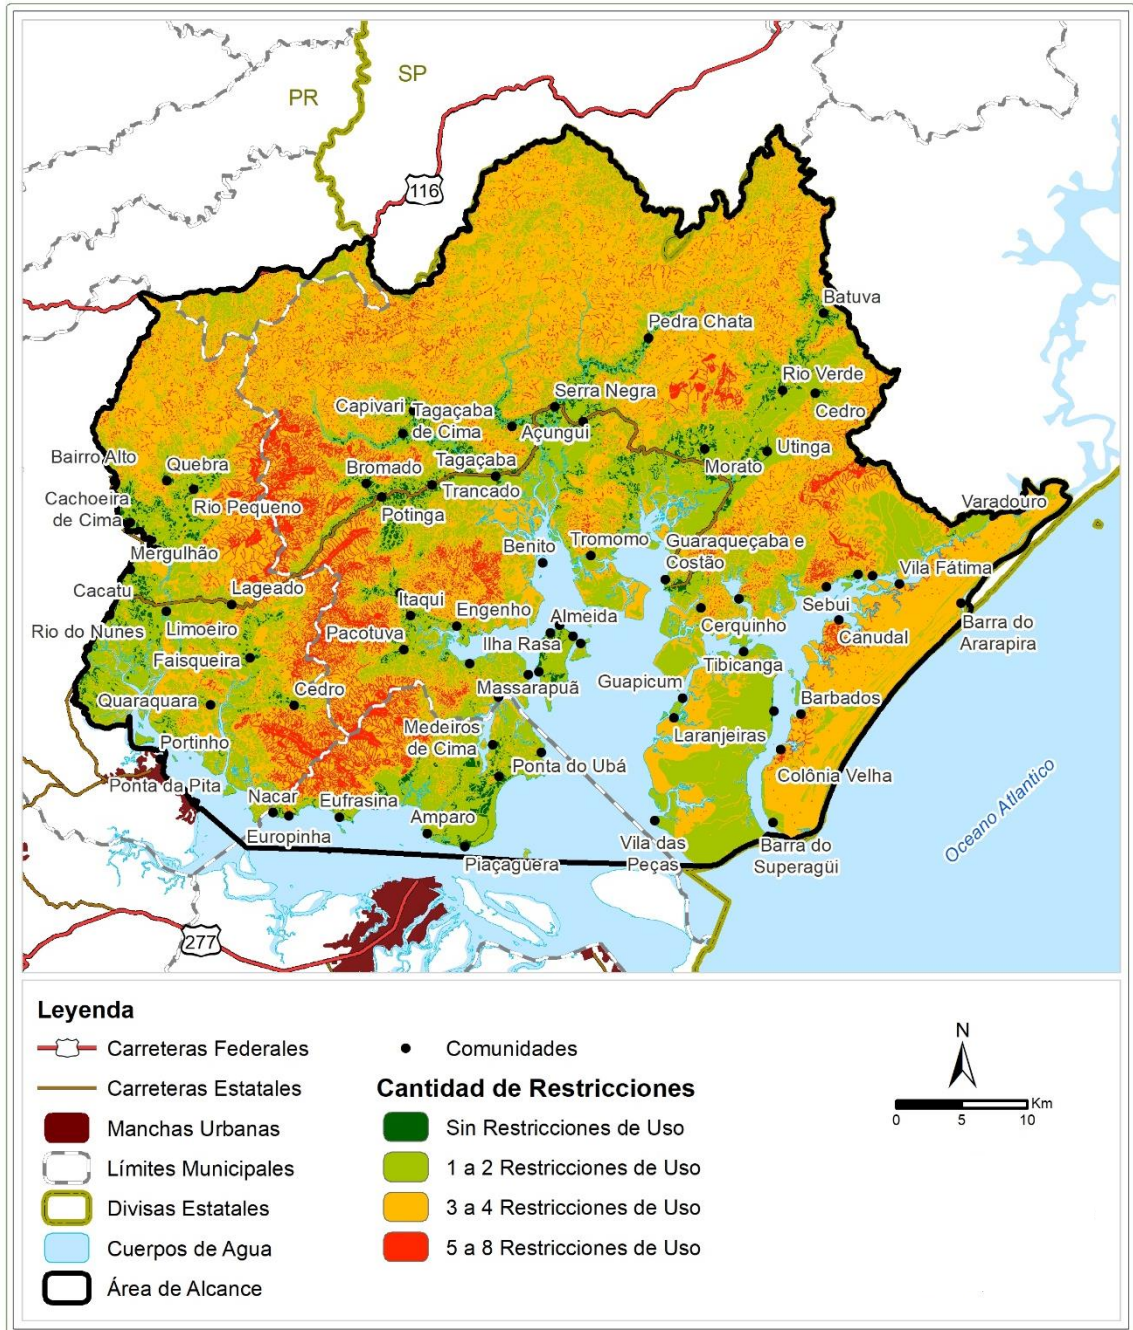 SP
PR
116
Batuva
Pedra Chata
Rio Verde
Serra Negra
Cedro
Capivari
Tagaçaba
de Cima
Açungui
Utinga
Bairro Alto
Quebra
Bromado
Tagaçaba
Morato
Cachoeira
de Cima
Rio Pequeno
Trancado
Varadouro
Potinga
Mergulhão
Benito
Tromomo
Guaraqueçaba e
Costão
Vila Fátima
Cacatu
Lageado
Itaqui
Engenho
Almeida
Sebui
Rio do Nunes
Limoeiro
Pacotuva
Cerquinho
Canudal
Barra do
Ararapira
Faisqueira
Ilha Rasa
Tibicanga
Quaraquara
Cedro
Massarapuã
Guapicum
Barbados
Portinho
Medeiros
de Cima
Laranjeiras
Ponta da Pita
Ponta do Ubá
Colônia Velha
Nacar
Eufrasina
Amparo
Oceano Atlantico
Europinha
Piaçaguera
Vila das
Peças
Barra do
Superagüi
277
Leyenda
Carreteras Federales
Carreteras Estatales
Manchas Urbanas
Límites Municipales
Divisas Estatales
Cuerpos de Agua
Área de Alcance
Comunidades
Cantidad de Restricciones
Sin Restricciones de Uso
1 a 2 Restricciones de Uso
3 a 4 Restricciones de Uso
5 a 8 Restricciones de Uso
N
Km
0 5 10